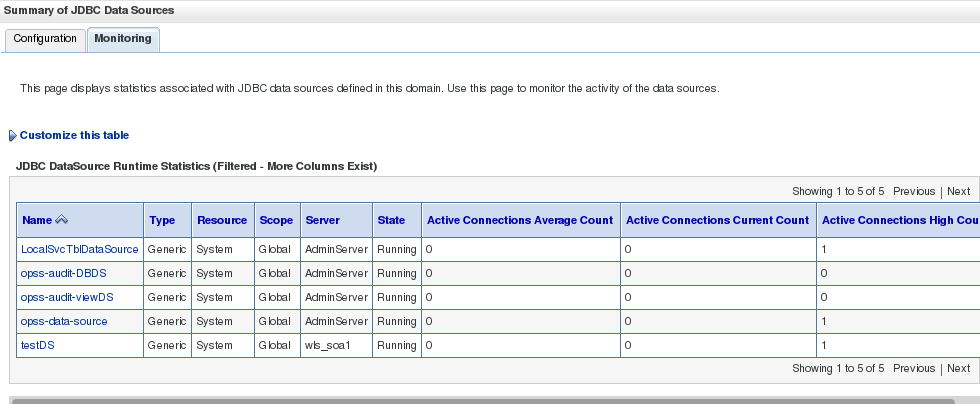 Summary of JDBC Data Sources
Configuration Monitoring
This page displays statistics associated with JDBC data sources defined in this domain. Use this page to monitor the activity of the data sources.
Customize this table
JDBC DataSource Runtime Statistics (Filtered - More Columns Exist)
Showing 1 to 5 of 5 Previous | Next
Name Type Resource Scope Server State Active Connections Average Count Active Connections Current Count Active Connections High Cou
LocalSvcTblDataSource Generic System Global AdminServer Running 0 0 1
opss-audit-DBDS Generic System Global AdminServer Running 0 0 0
opss-audit-viewDS Generic System Global AdminServer Running 0 0 0
opss-data-source Generic System Global AdminServer Running 0 0 1
testDS Generic System Global wls_soa1 Running 0 0 1
Showing 1 to 5 of 5 Previous | Next